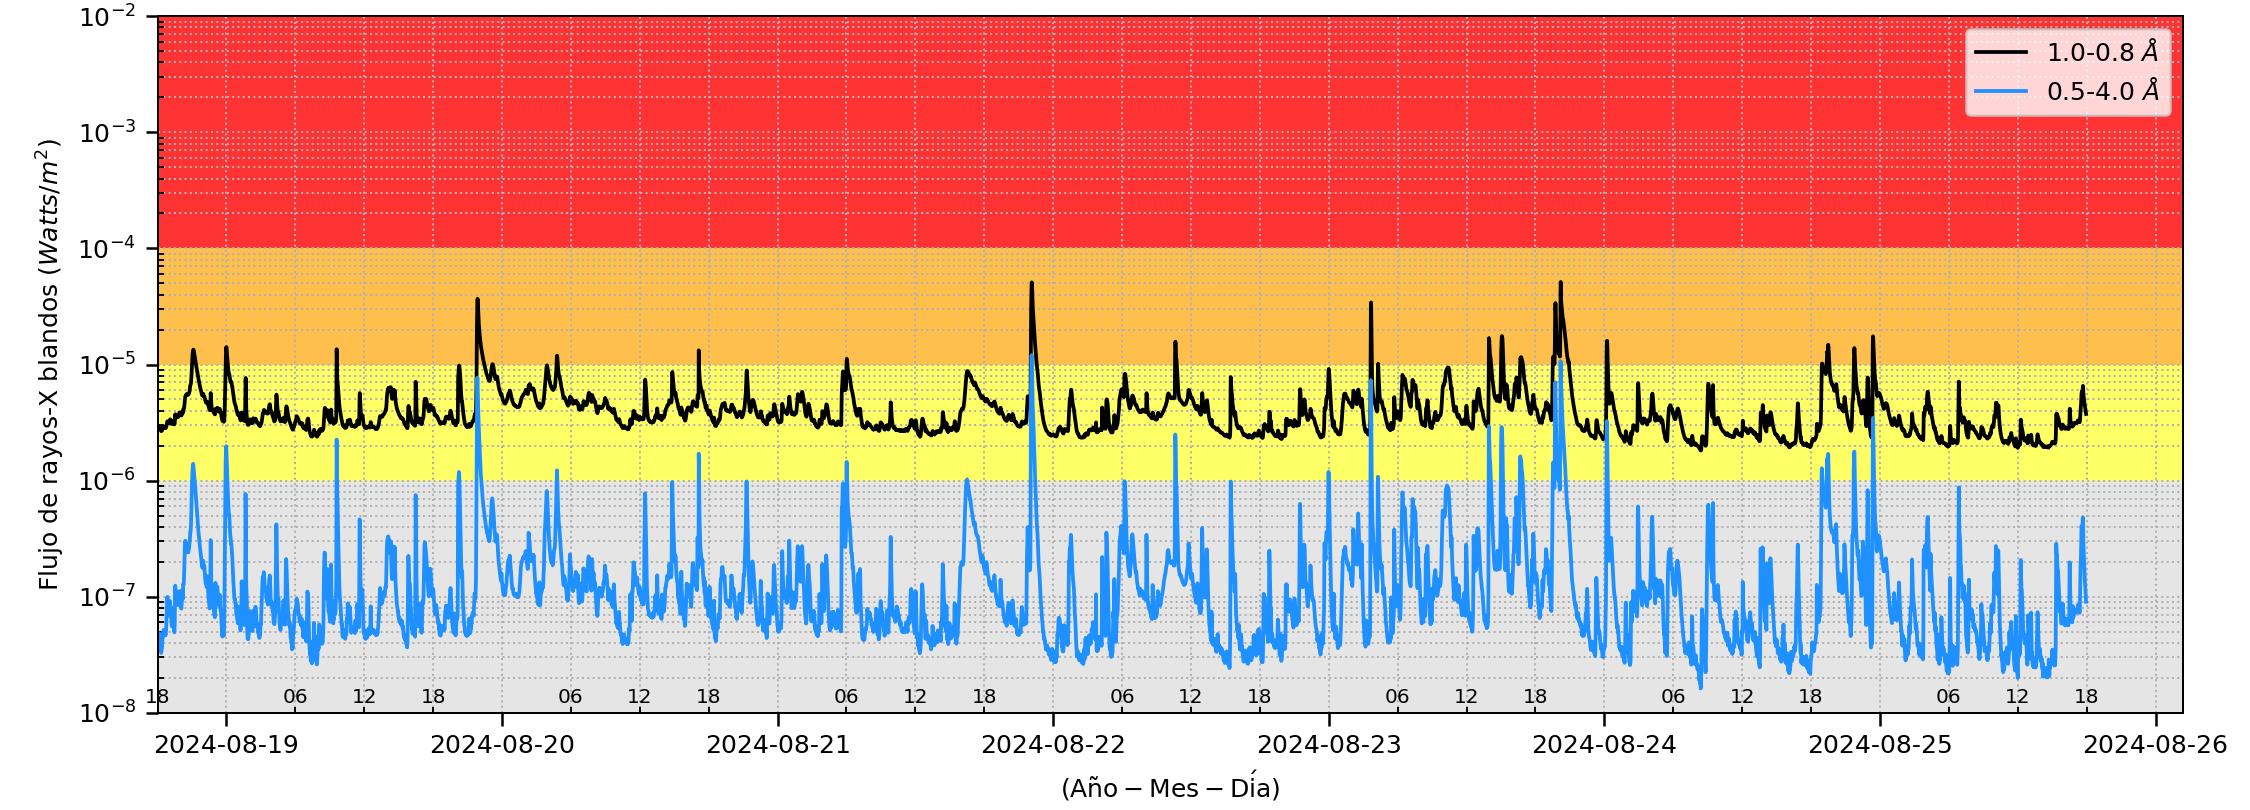 10⁻²
10⁻³
10⁻⁴
10⁻⁵
10⁻⁶
10⁻⁷
10⁻⁸
Flujo de rayos-X blandos (Watts/m²)
1.0-0.8 Å
0.5-4.0 Å
18 06 12 18 06 12 18 06 12 18 06 12 18 06 12 18 06 12 18 06 12 18
2024-08-19 2024-08-20 2024-08-21 2024-08-22 2024-08-23 2024-08-24 2024-08-25 2024-08-26
(Año − Mes − Día)